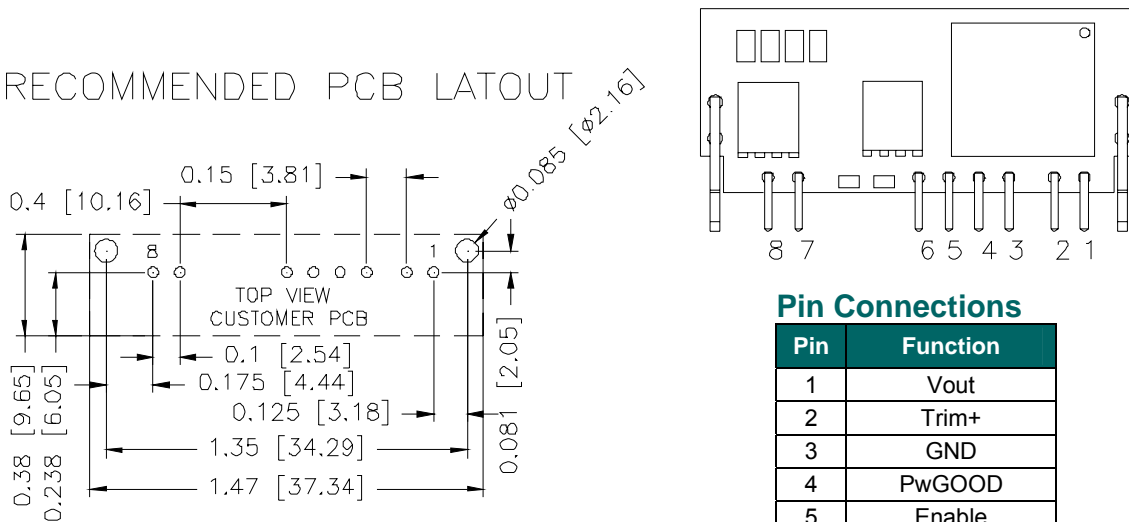 RECOMMENDED PCB LATOUT
⌀0.085 [⌀2.16]
0.15 [3.81]
0.4 [10.16]
8 1
TOP VIEW
CUSTOMER PCB
0.1 [2.54]
0.175 [4.44]
0.125 [3.18]
1.35 [34.29]
1.47 [37.34]
0.38 [9.65]
0.238 [6.05]
0.081 [2.05]
8 7 6 5 4 3 2 1
Pin Connections
Pin Function
1 Vout
2 Trim+
3 GND
4 PwGOOD
5 Enable